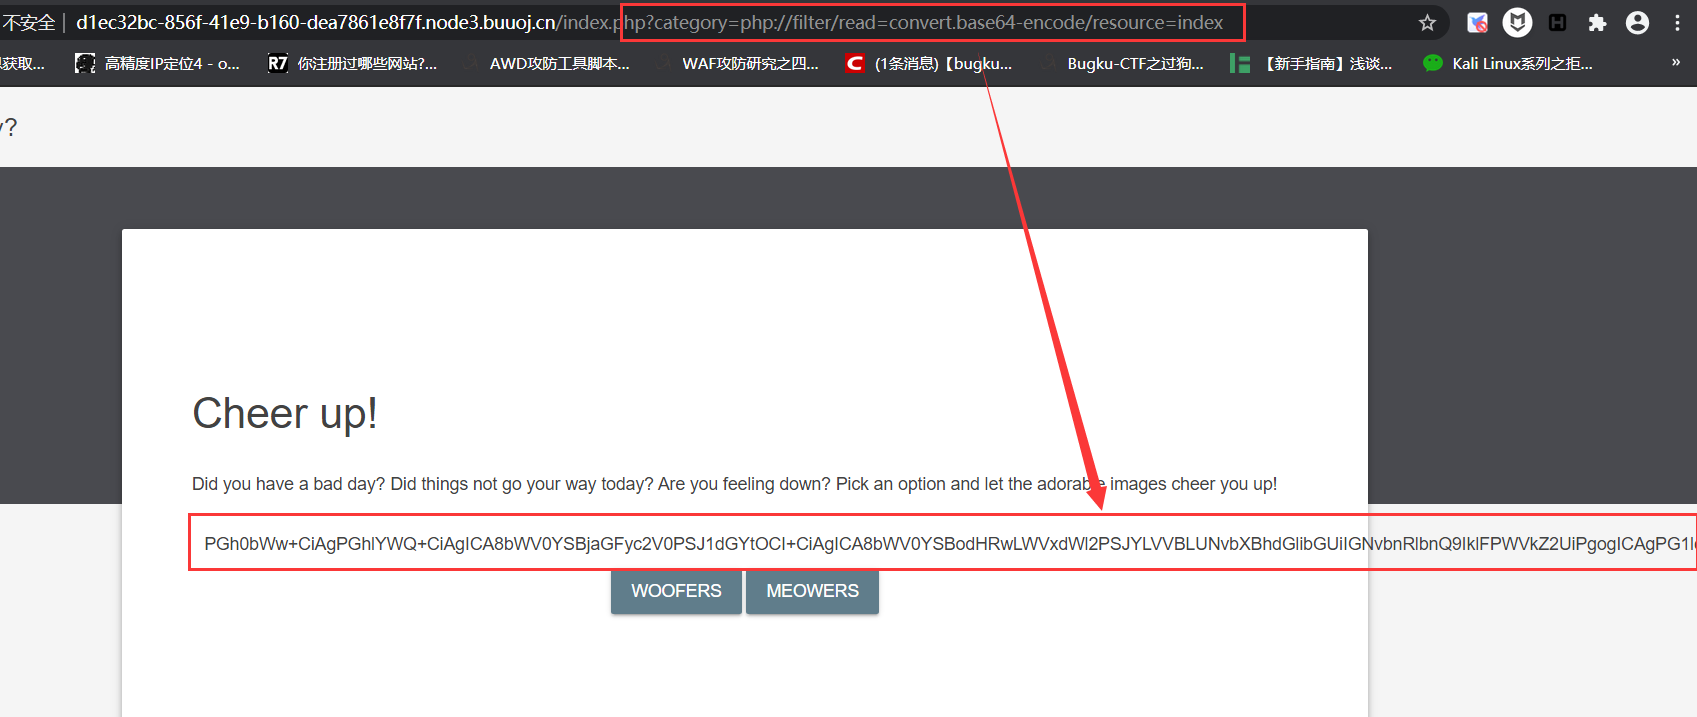 不安全 | d1ec32bc-856f-41e9-b160-dea7861e8f7f.node3.buuoj.cn/index.php?category=php://filter/read=convert.base64-encode/resource=index
获取... 高精度IP定位4 - o... R7 你注册过哪些网站?... AWD攻防工具脚本... WAF攻防研究之四... C (1条消息)【bugku... Bugku-CTF之过狗... 【新手指南】浅谈... Kali Linux系列之拒... »
y?
Cheer up!
Did you have a bad day? Did things not go your way today? Are you feeling down? Pick an option and let the adorable images cheer you up!
PGh0bWw+CiAgPGhlYWQ+CiAgICA8bWV0YSBjaGFyc2V0PSJ1dGYtOCI+CiAgICA8bWV0YSBodHRwLWVxdWl2PSJYLVVBLUNvbXBhdGlibGUiIGNvbnRlbnQ9IklFPWVkZ2UiPgogICAgPG1l
WOOFERS MEOWERS